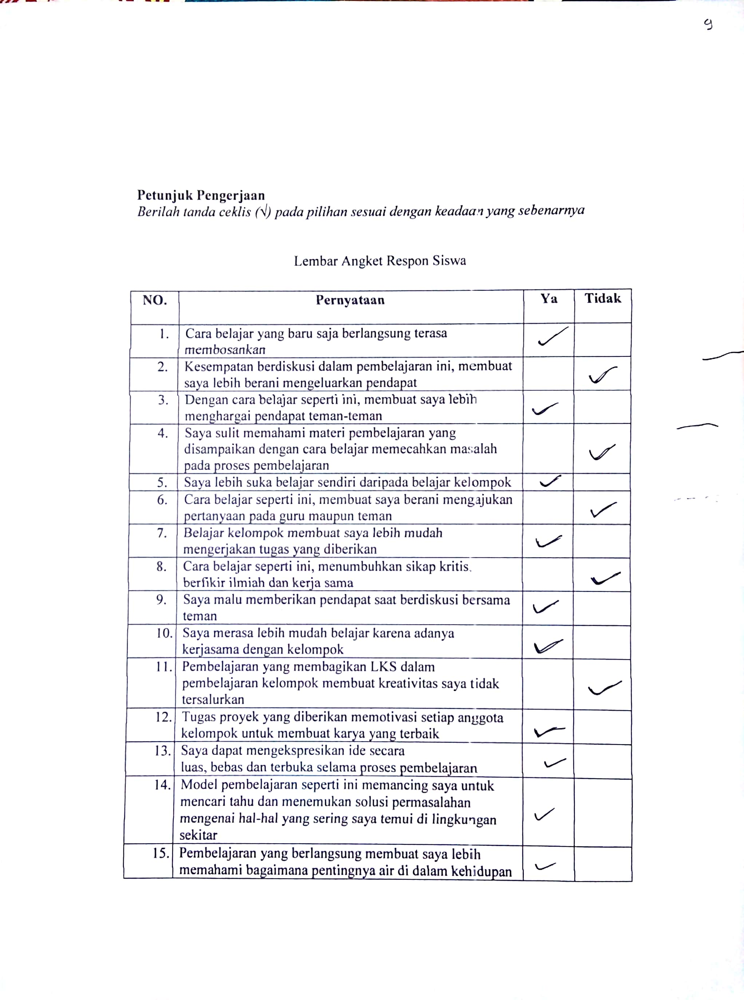 9
Petunjuk Pengerjaan
Berilah tanda ceklis (√) pada pilihan sesuai dengan keadaan yang sebenarnya
Lembar Angket Respon Siswa
NO. Pernyataan Ya Tidak
1. Cara belajar yang baru saja berlangsung terasa ✓
membosankan
2. Kesempatan berdiskusi dalam pembelajaran ini, membuat
saya lebih berani mengeluarkan pendapat ✓
3. Dengan cara belajar seperti ini, membuat saya lebih
menghargai pendapat teman-teman ✓
4. Saya sulit memahami materi pembelajaran yang
disampaikan dengan cara belajar memecahkan masalah ✓
pada proses pembelajaran
5. Saya lebih suka belajar sendiri daripada belajar kelompok ✓
6. Cara belajar seperti ini, membuat saya berani mengajukan
pertanyaan pada guru maupun teman ✓
7. Belajar kelompok membuat saya lebih mudah ✓
mengerjakan tugas yang diberikan
8. Cara belajar seperti ini, menumbuhkan sikap kritis,
berfikir ilmiah dan kerja sama ✓
9. Saya malu memberikan pendapat saat berdiskusi bersama ✓
teman
10. Saya merasa lebih mudah belajar karena adanya
kerjasama dengan kelompok ✓
11. Pembelajaran yang membagikan LKS dalam
pembelajaran kelompok membuat kreativitas saya tidak ✓
tersalurkan
12. Tugas proyek yang diberikan memotivasi setiap anggota
kelompok untuk membuat karya yang terbaik ✓
13. Saya dapat mengekspresikan ide secara
luas, bebas dan terbuka selama proses pembelajaran ✓
14. Model pembelajaran seperti ini memancing saya untuk
mencari tahu dan menemukan solusi permasalahan
mengenai hal-hal yang sering saya temui di lingkungan ✓
sekitar
15. Pembelajaran yang berlangsung membuat saya lebih
memahami bagaimana pentingnya air di dalam kehidupan ✓